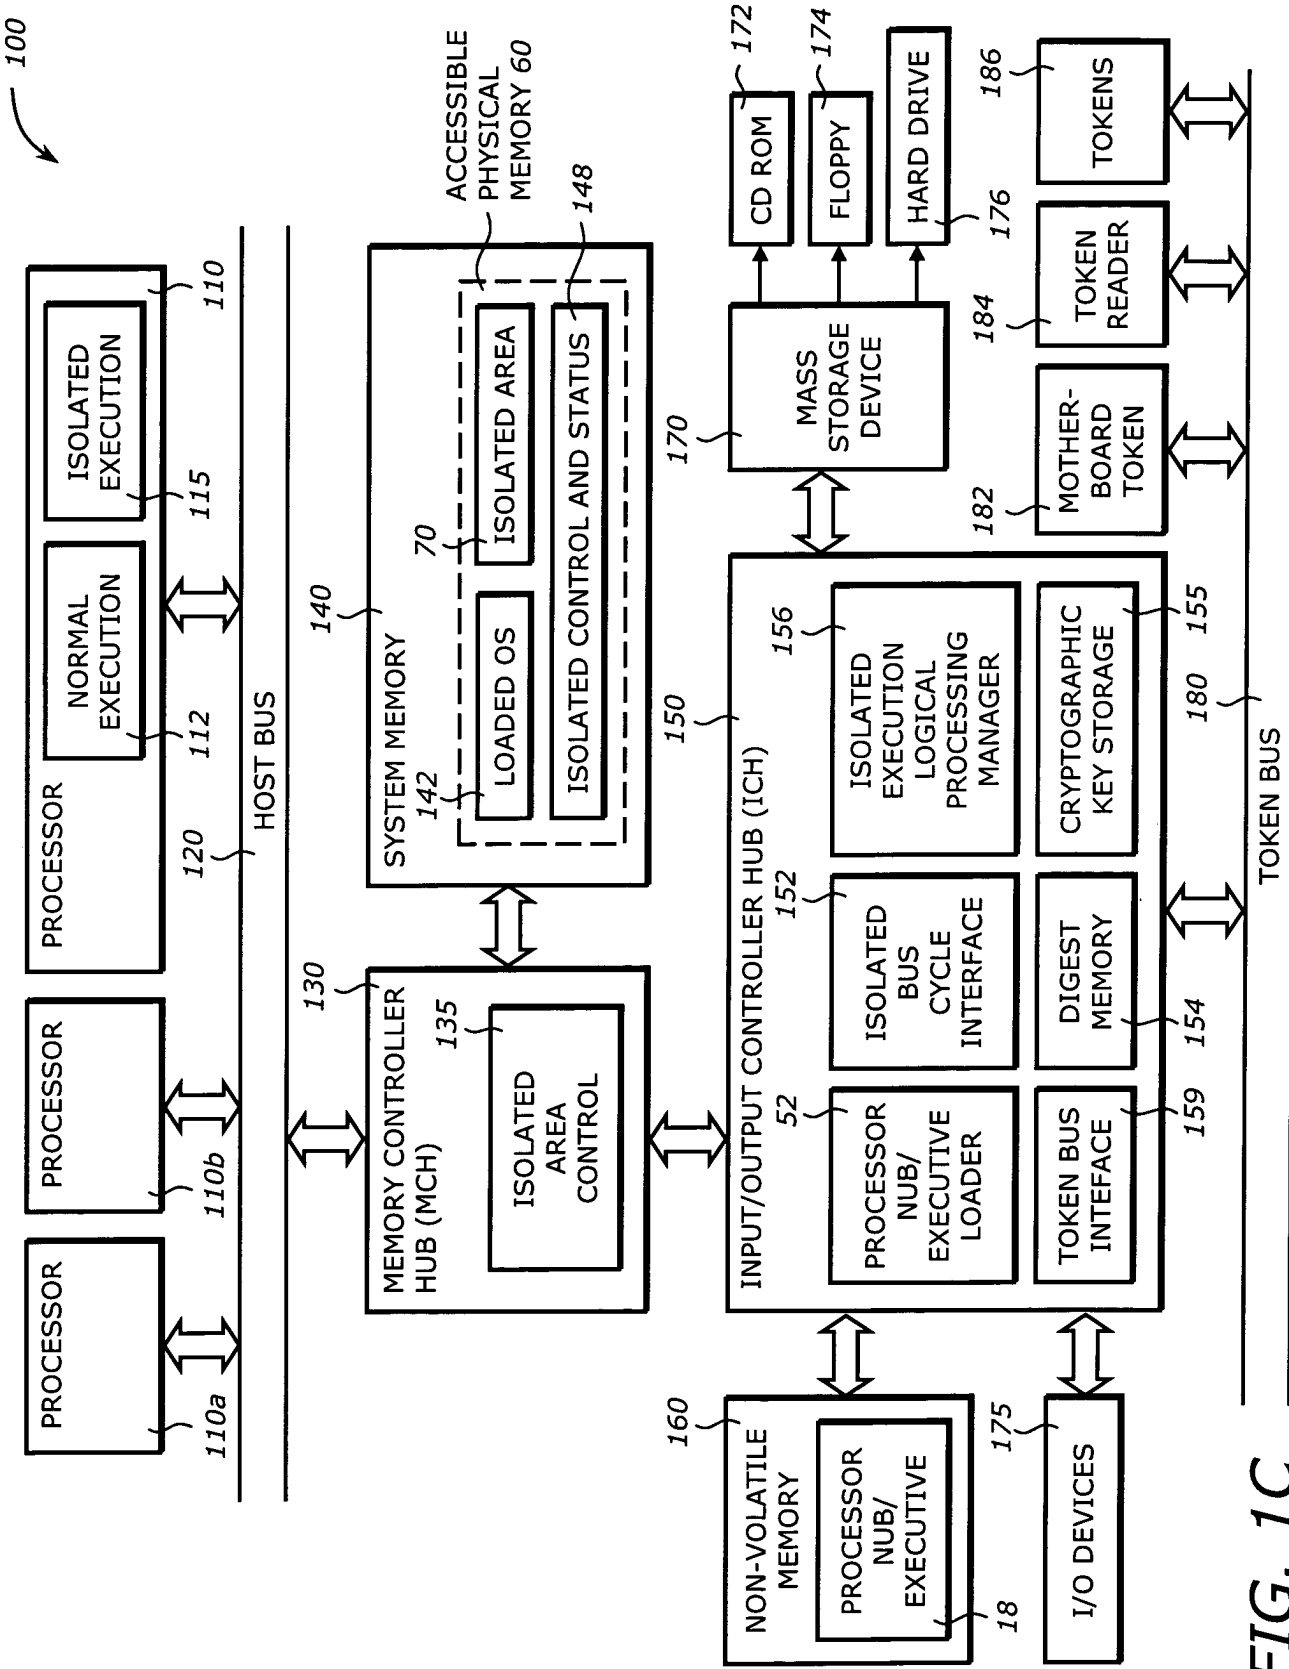 100
PROCESSOR
110a
PROCESSOR
110b
PROCESSOR
NORMAL
EXECUTION
112
ISOLATED
EXECUTION
115
110
120
HOST BUS
MEMORY CONTROLLER
HUB (MCH)
130
135
ISOLATED
AREA
CONTROL
140
SYSTEM MEMORY
142
LOADED OS
70
ISOLATED AREA
ISOLATED CONTROL AND STATUS
148
ACCESSIBLE
PHYSICAL
MEMORY 60
NON-VOLATILE
MEMORY
160
PROCESSOR
NUB/
EXECUTIVE
18
I/O DEVICES
175
150
INPUT/OUTPUT CONTROLLER HUB (ICH)
52
PROCESSOR
NUB/
EXECUTIVE
LOADER
152
ISOLATED
BUS
CYCLE
INTERFACE
156
ISOLATED
EXECUTION
LOGICAL
PROCESSING
MANAGER
TOKEN BUS
INTEFACE
159
DIGEST
MEMORY
154
CRYPTOGRAPHIC
KEY STORAGE
155
170
MASS
STORAGE
DEVICE
CD ROM
172
FLOPPY
174
HARD DRIVE
176
182
MOTHER-
BOARD
TOKEN
184
TOKEN
READER
186
TOKENS
180
TOKEN BUS
FIG. 1C